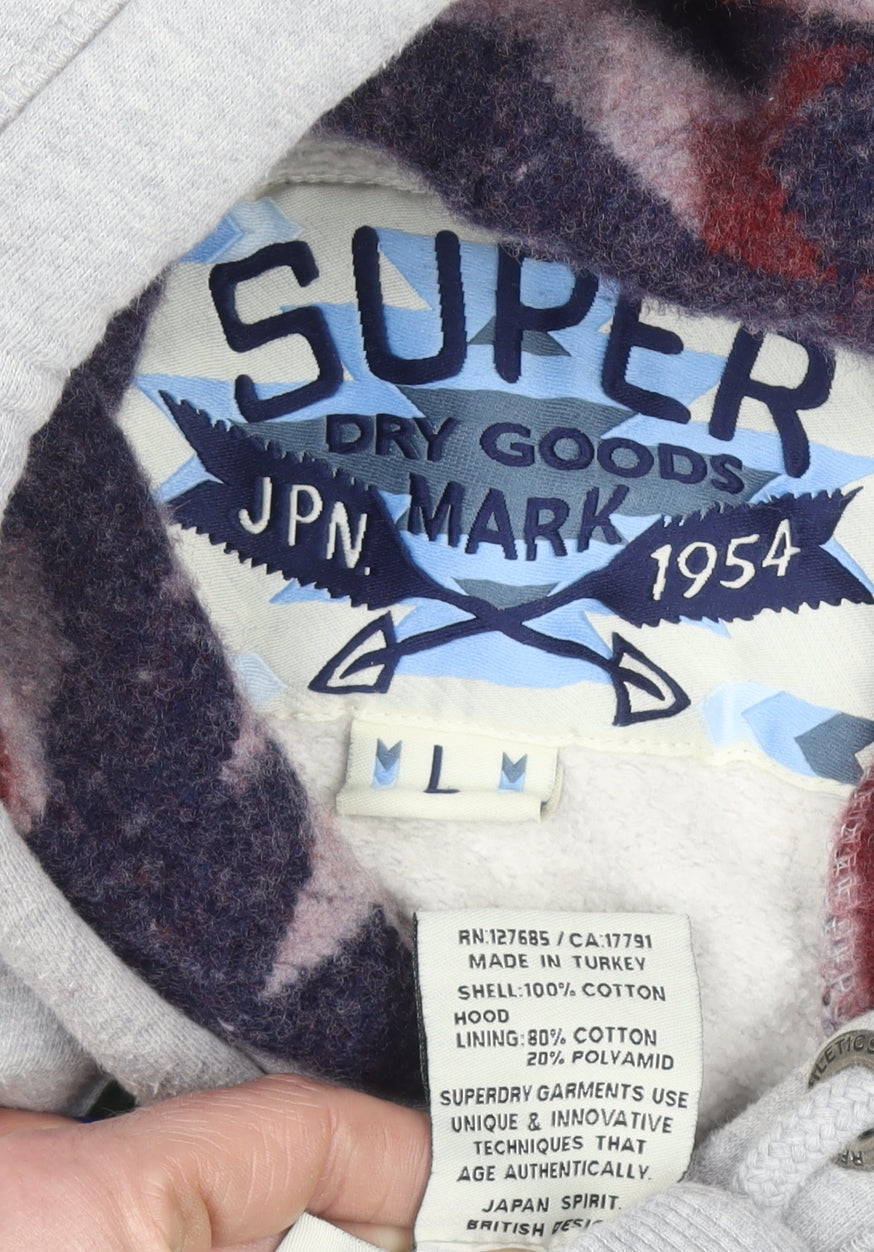 SUPER
DRY GOODS
MARK
JPN.
1954
L
RN:127685 / CA:17791
MADE IN TURKEY
SHELL:100% COTTON
HOOD
LINING:80% COTTON
20% POLYAMID
SUPERDRY GARMENTS USE
UNIQUE & INNOVATIVE
TECHNIQUES THAT
AGE AUTHENTICALLY.
JAPAN SPIRIT.
BRITISH